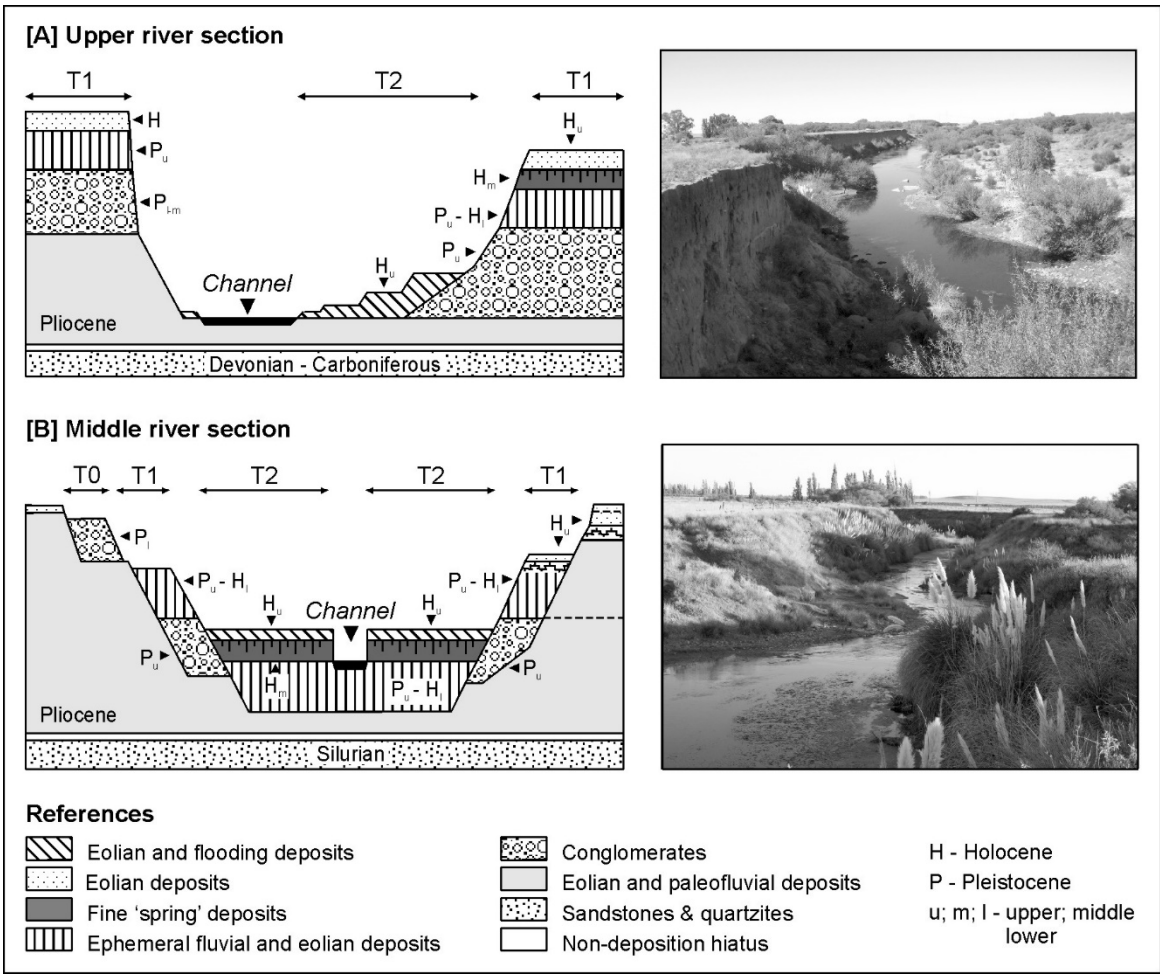 [A] Upper river section
T1 T2 T1
H
Pu
Pl-m
Hu
Hm
Pu - Hl
Pu
Hu
Channel
Pliocene
Devonian - Carboniferous
[B] Middle river section
T0 T1 T2 T2 T1
Pl
Hu
Pu - Hl
Pu - Hl
Hu
Channel
Hu
Pu
Hm
Pu - Hl
Pu
Pliocene
Silurian
References
Eolian and flooding deposits
Eolian deposits
Fine ‘spring’ deposits
Ephemeral fluvial and eolian deposits
Conglomerates
Eolian and paleofluvial deposits
Sandstones & quartzites
Non-deposition hiatus
H - Holocene
P - Pleistocene
u; m; l - upper; middle
lower